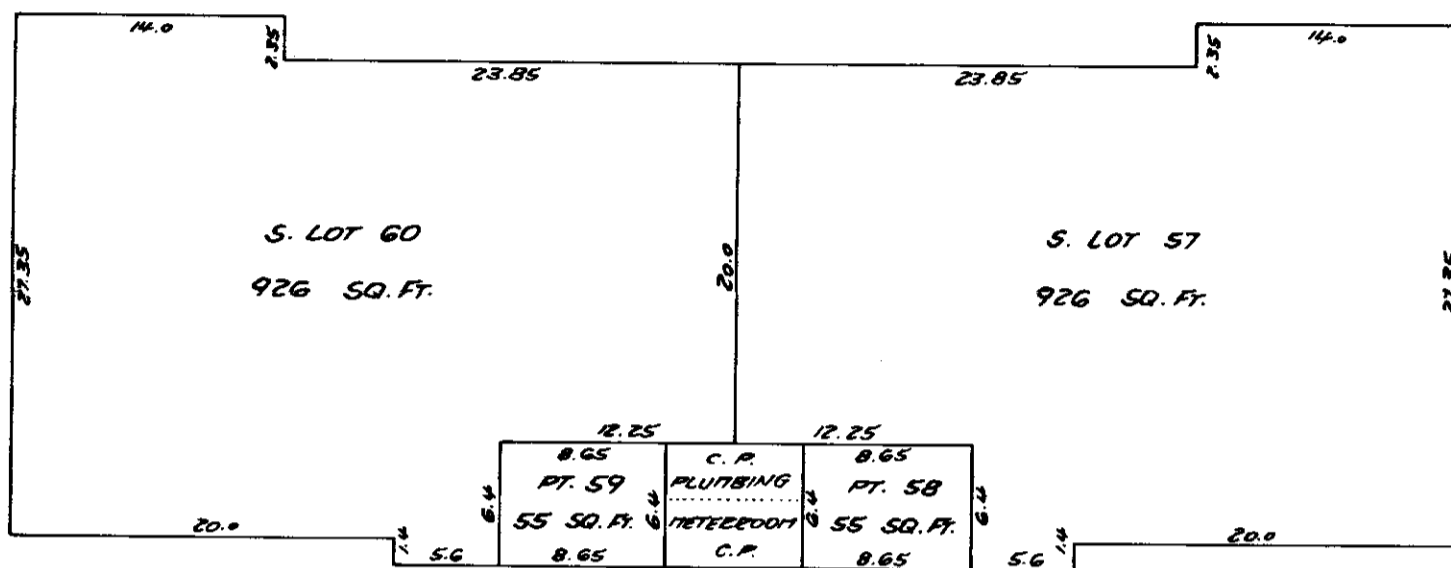 14.0
2.35
23.85
23.85
2.35
14.0
27.35
S. LOT 60
926 SQ. FT.
20.0
S. LOT 57
926 SQ. FT.
12.25
12.25
8.65
PT. 59
55 SQ. FT.
8.65
6.4
6.4
C. P.
PLUMBING
METERROOM
C. P.
6.4
6.4
8.65
PT. 58
55 SQ. FT.
8.65
20.0
1.4
5.6
5.6
1.4
20.0